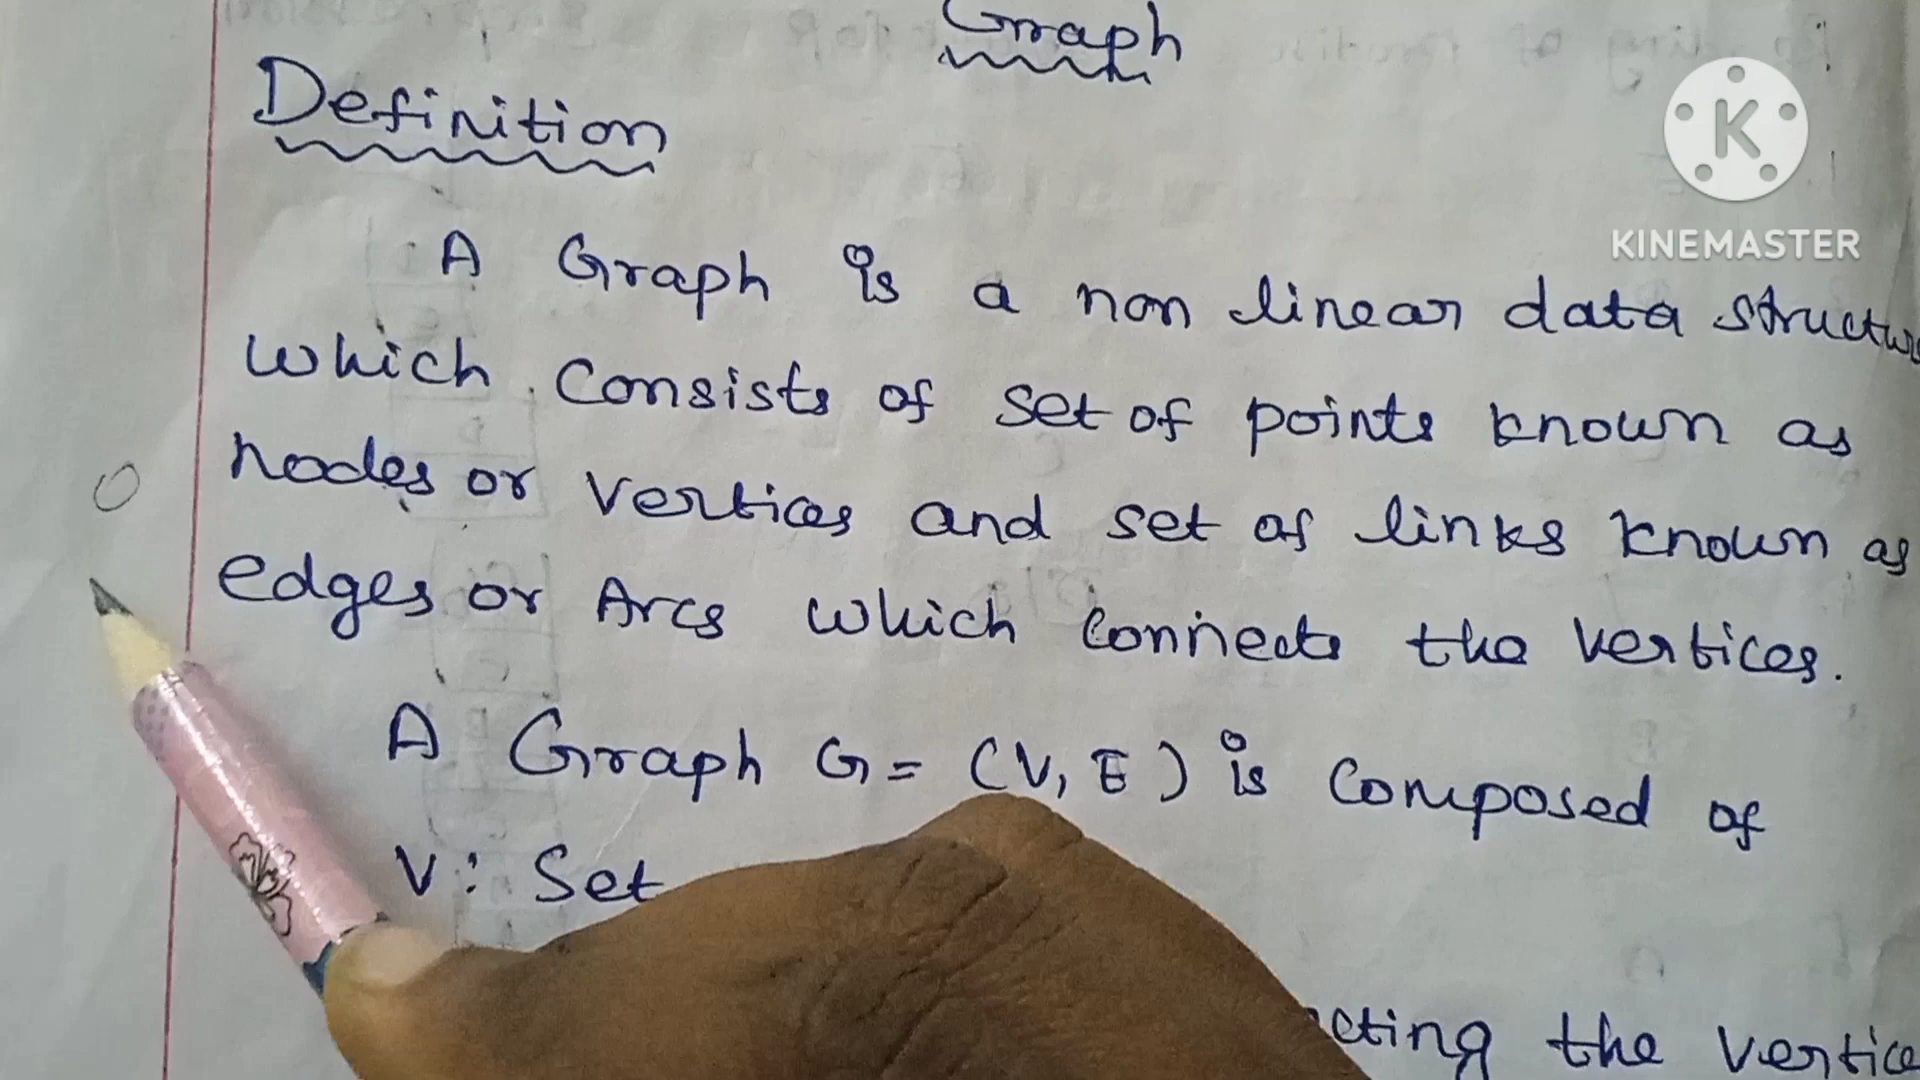 Graph
Definition
A Graph is a non linear data structure
which consists of set of points known as
nodes or vertices and set of links known as
edges or Arcs which connects the vertices.
A Graph G = (V, E) is composed of
V: Set
cting the vertice
KINEMASTER